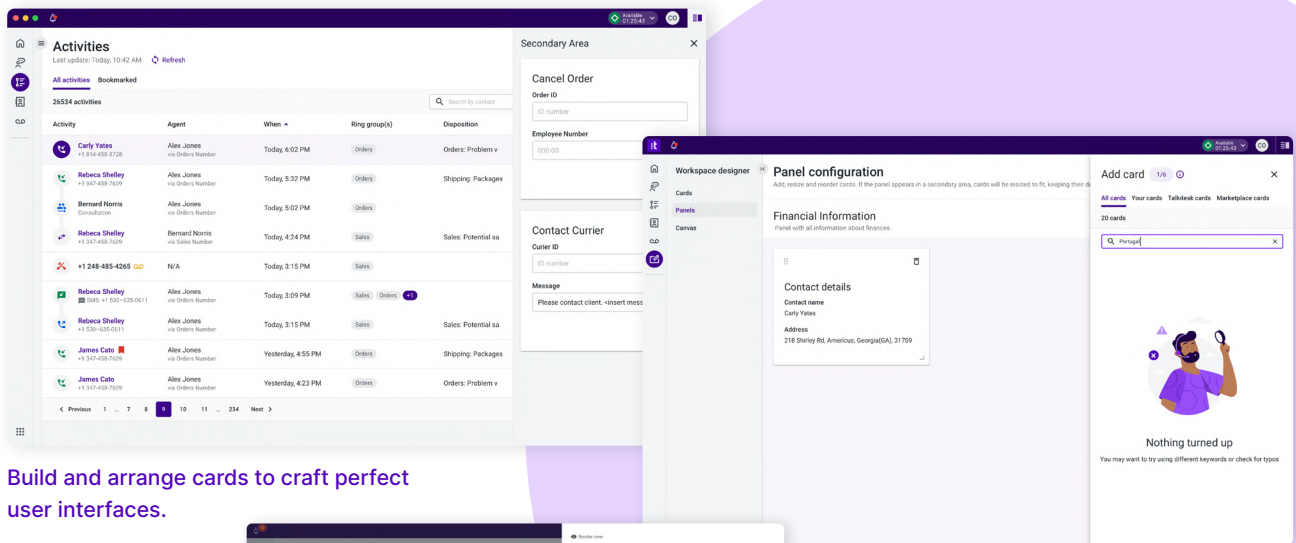 Available
01:25:43
CO
Activities
Last update: Today, 10:42 AM Refresh
All activities Bookmarked
26534 activities
Search by contact
Activity Agent When Ring group(s) Disposition
Carly Yates Alex Jones Today, 6:02 PM Orders Orders: Problem v
+1 814-458-3728 via Orders Number
Rebeca Shelley Alex Jones Today, 5:32 PM Orders Shipping: Packages
+1 347-458-7609 via Orders Number
Bernard Norris Alex Jones Today, 5:02 PM Orders
Consultation via Orders Number
Rebeca Shelley Bernard Norris Today, 4:24 PM Sales Sales: Potential sa
+1 347-458-7609 via Sales Number
+1 248-485-4265 N/A Today, 3:15 PM Sales
Rebeca Shelley Alex Jones Today, 3:09 PM Sales Orders +1
SMS: +1 530–635-0611 via Orders Number
Rebeca Shelley Alex Jones Today, 3:15 PM Sales Sales: Potential sa
+1 530–635-0611 via Orders Number
James Cato Alex Jones Yesterday, 4:55 PM Orders Shipping: Packages
+1 347-458-7609 via Orders Number
James Cato Alex Jones Yesterday, 4:23 PM Orders Orders: Problem v
+1 347-458-7609 via Orders Number
Previous 1 … 7 8 9 10 11 … 234 Next
Secondary Area
Cancel Order
Order ID
ID number
Employee Number
000-00
Contact Currier
Curier ID
ID number
Message
Please contact client. <insert mess
Available
01:25:43
CO
Workspace designer
Cards
Panels
Canvas
Panel configuration
Add, resize and reorder cards. If the panel appears in a secondary area, cards will be resized to fit, keeping their de
Financial Information
Panel with all information about finances.
Contact details
Contact name
Carly Yates
Address
218 Shirley Rd, Americus, Georgia(GA), 31709
Add card 1/6
All cards Your cards Talkdesk cards Marketplace cards
20 cards
Portugal
Nothing turned up
You may want to try using different keywords or check for typos
Build and arrange cards to craft perfect
user interfaces.
Render view